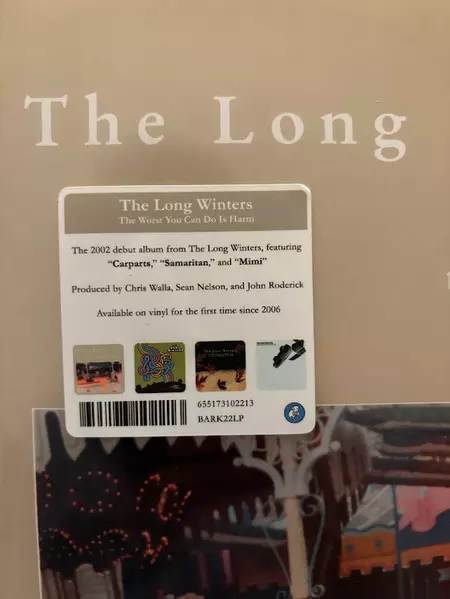 The Long
The Long Winters
The Worst You Can Do Is Harm
The 2002 debut album from The Long Winters, featuring
“Carparts,” “Samaritan,” and “Mimi”
Produced by Chris Walla, Sean Nelson, and John Roderick
Available on vinyl for the first time since 2006
655173102213
BARK22LP